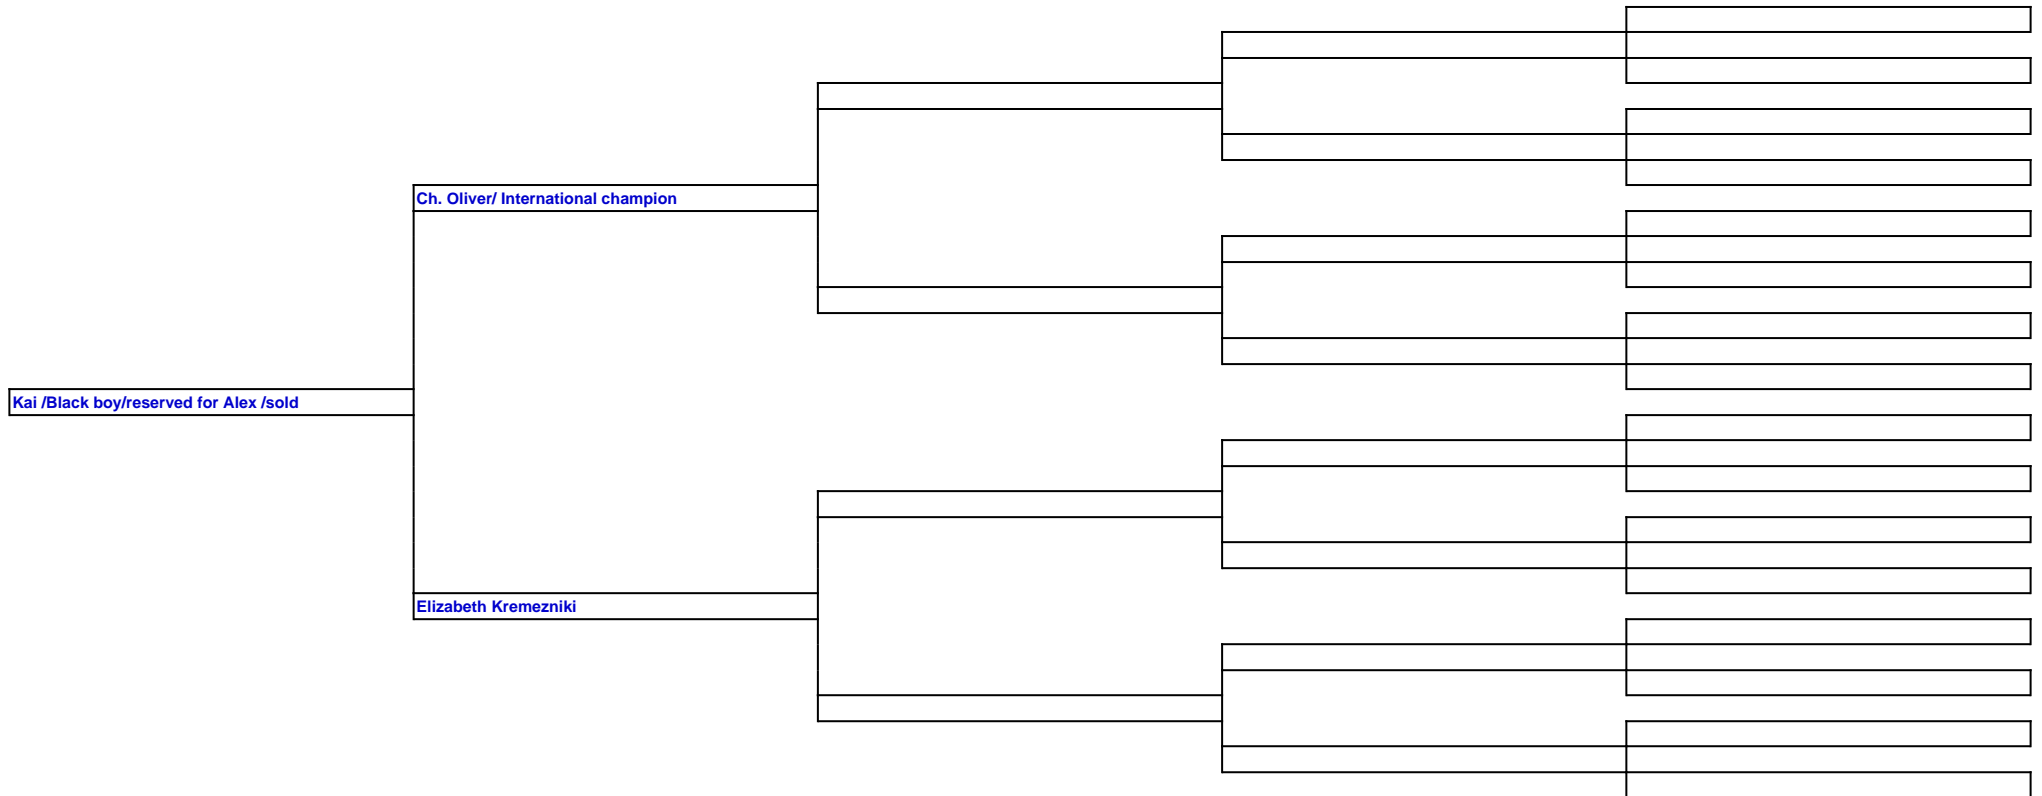 Ch. Oliver/ International champion
Kai /Black boy/reserved for Alex /sold
Elizabeth Kremezniki